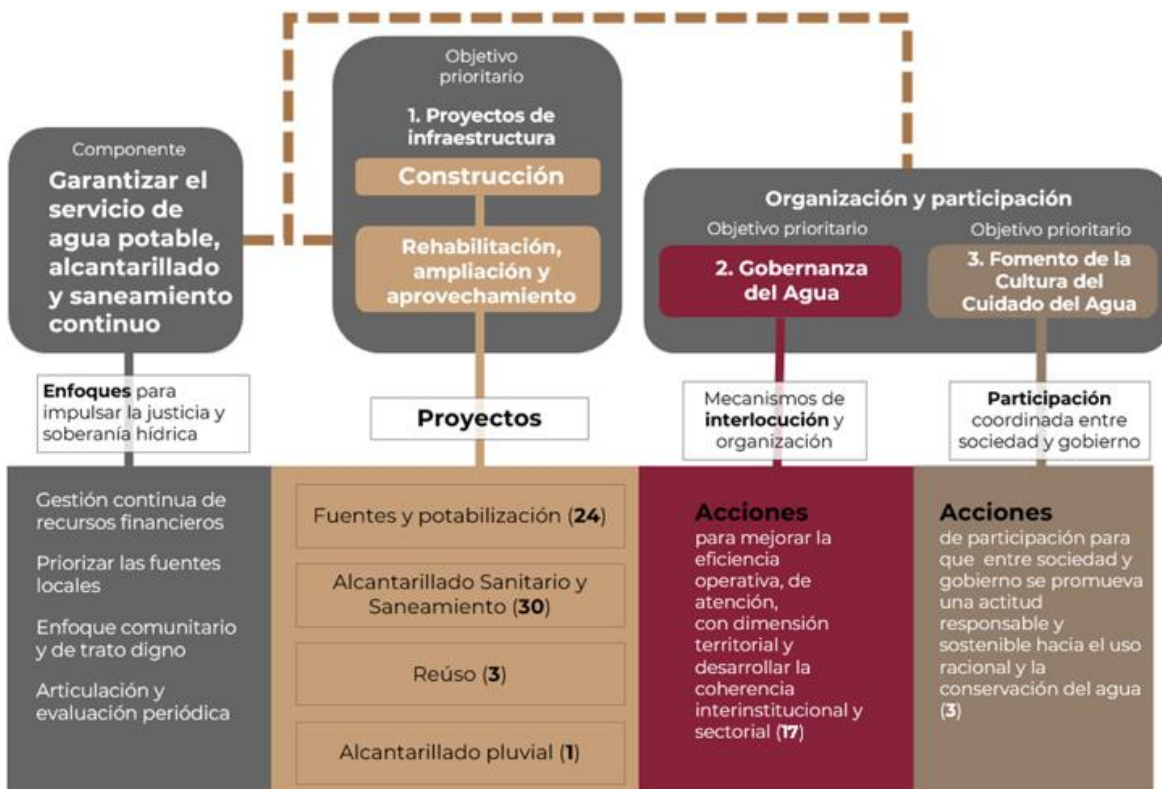 Componente
Garantizar el
servicio de
agua potable,
alcantarillado
y saneamiento
continuo
Enfoques para
impulsar la justicia y
soberanía hídrica
Gestión continua de
recursos financieros
Priorizar las fuentes
locales
Enfoque comunitario
y de trato digno
Articulación y
evaluación periódica
Objetivo
prioritario
1. Proyectos de
infraestructura
Construcción
Rehabilitación,
ampliación y
aprovechamiento
Proyectos
Fuentes y potabilización (24)
Alcantarillado Sanitario y
Saneamiento (30)
Reúso (3)
Alcantarillado pluvial (1)
Organización y participación
Objetivo prioritario
2. Gobernanza
del Agua
Mecanismos de
interlocución y
organización
Acciones
para mejorar la
eficiencia
operativa, de
atención,
con dimensión
territorial y
desarrollar la
coherencia
interinstitucional y
sectorial (17)
Objetivo prioritario
3. Fomento de la
Cultura del
Cuidado del Agua
Participación
coordinada entre
sociedad y gobierno
Acciones
de participación para
que entre sociedad y
gobierno se promueva
una actitud
responsable y
sostenible hacia el uso
racional y la
conservación del agua
(3)